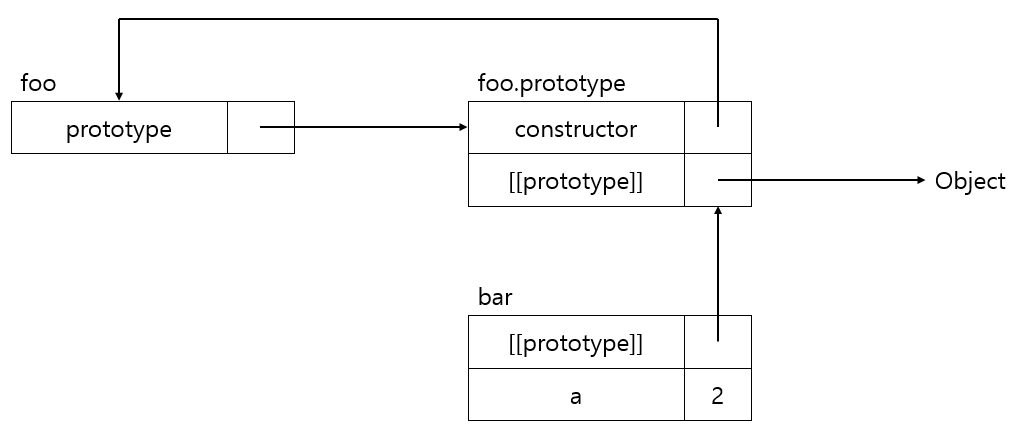 foo
prototype
foo.prototype
constructor
[[prototype]]
Object
bar
[[prototype]]
a 2